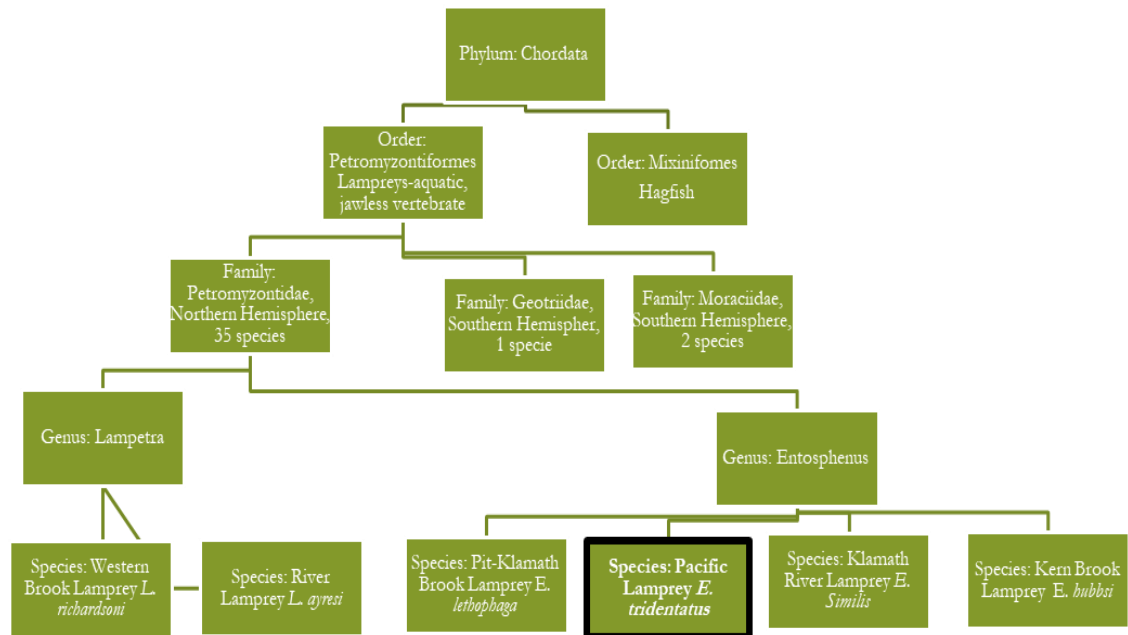 Phylum: Chordata
Order:
Petromyzontiformes
Lampreys-aquatic,
jawless vertebrate
Order: Mixinifomes
Hagfish
Family:
Petromyzontidae,
Northern Hemisphere,
35 species
Family: Geotriidae,
Southern Hemispher,
1 specie
Family: Moraciidae,
Southern Hemisphere,
2 species
Genus: Lampetra
Genus: Entosphenus
Species: Western
Brook Lamprey L.
richardsoni
Species: River
Lamprey L. ayresi
Species: Pit-Klamath
Brook Lamprey E.
lethophaga
Species: Pacific
Lamprey E.
tridentatus
Species: Klamath
River Lamprey E.
Similis
Species: Kern Brook
Lamprey E. hubbsi